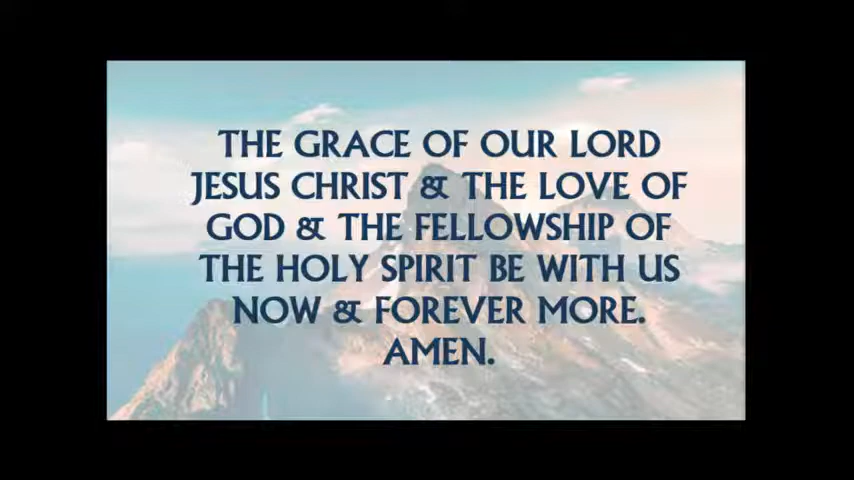 THE GRACE OF OUR LORD
JESUS CHRIST & THE LOVE OF
GOD & THE FELLOWSHIP OF
THE HOLY SPIRIT BE WITH US
NOW & FOREVER MORE.
AMEN.